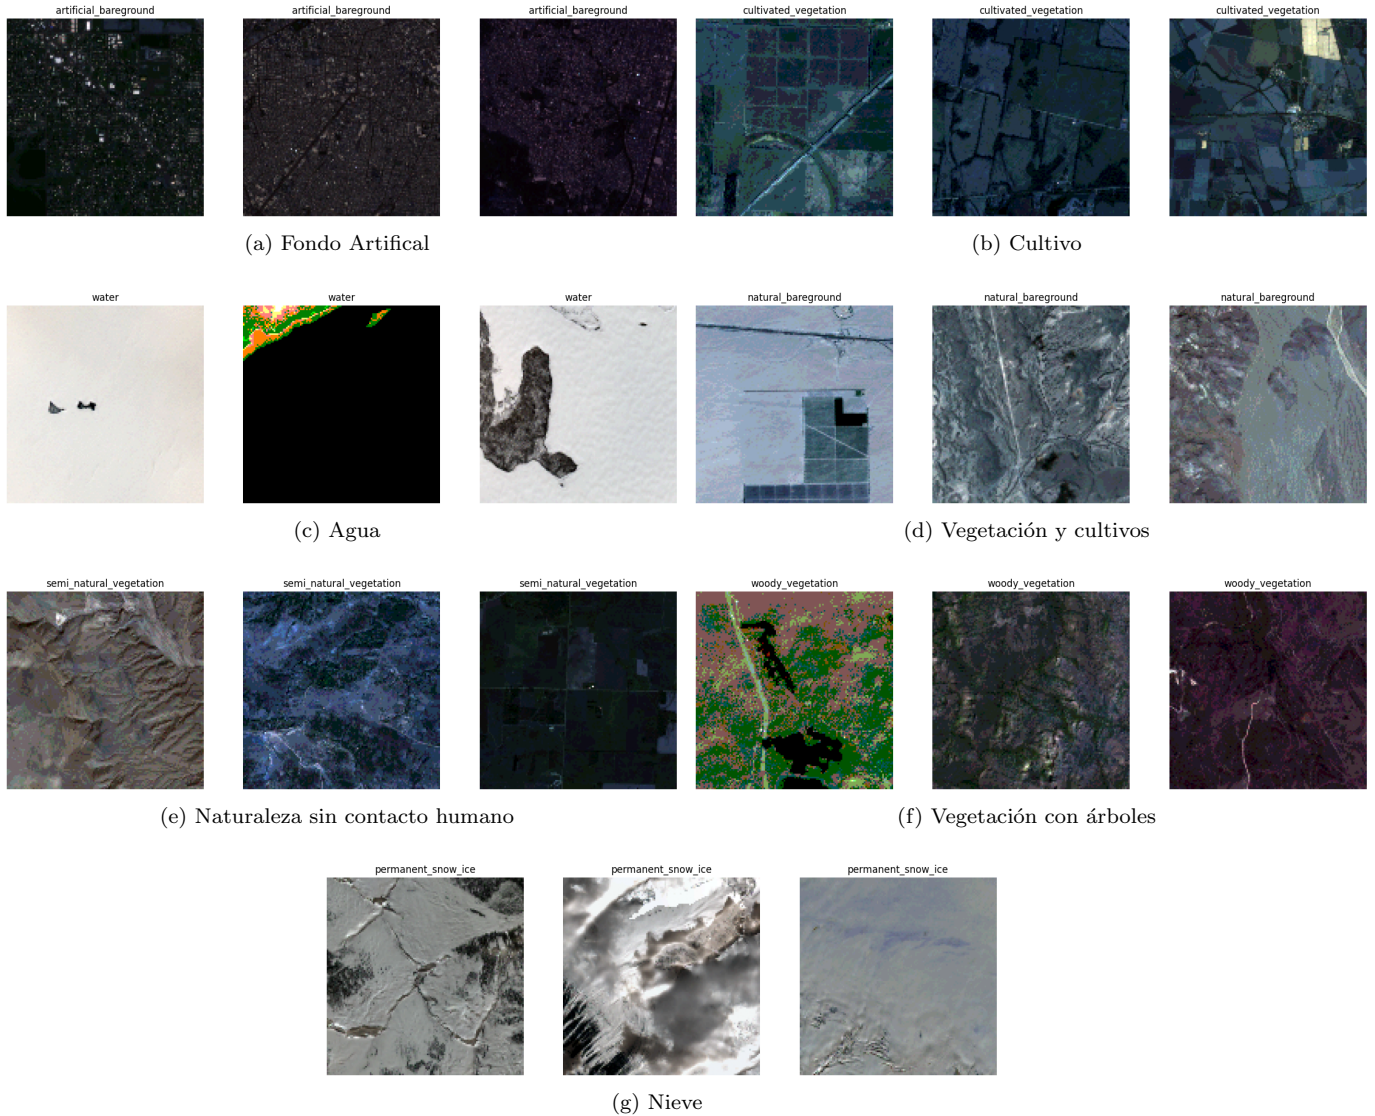 artificial_bareground artificial_bareground artificial_bareground cultivated_vegetation cultivated_vegetation cultivated_vegetation
(a) Fondo Artifical (b) Cultivo
water water water natural_bareground natural_bareground natural_bareground
(c) Agua (d) Vegetación y cultivos
semi_natural_vegetation semi_natural_vegetation semi_natural_vegetation woody_vegetation woody_vegetation woody_vegetation
(e) Naturaleza sin contacto humano (f) Vegetación con árboles
permanent_snow_ice permanent_snow_ice permanent_snow_ice
(g) Nieve